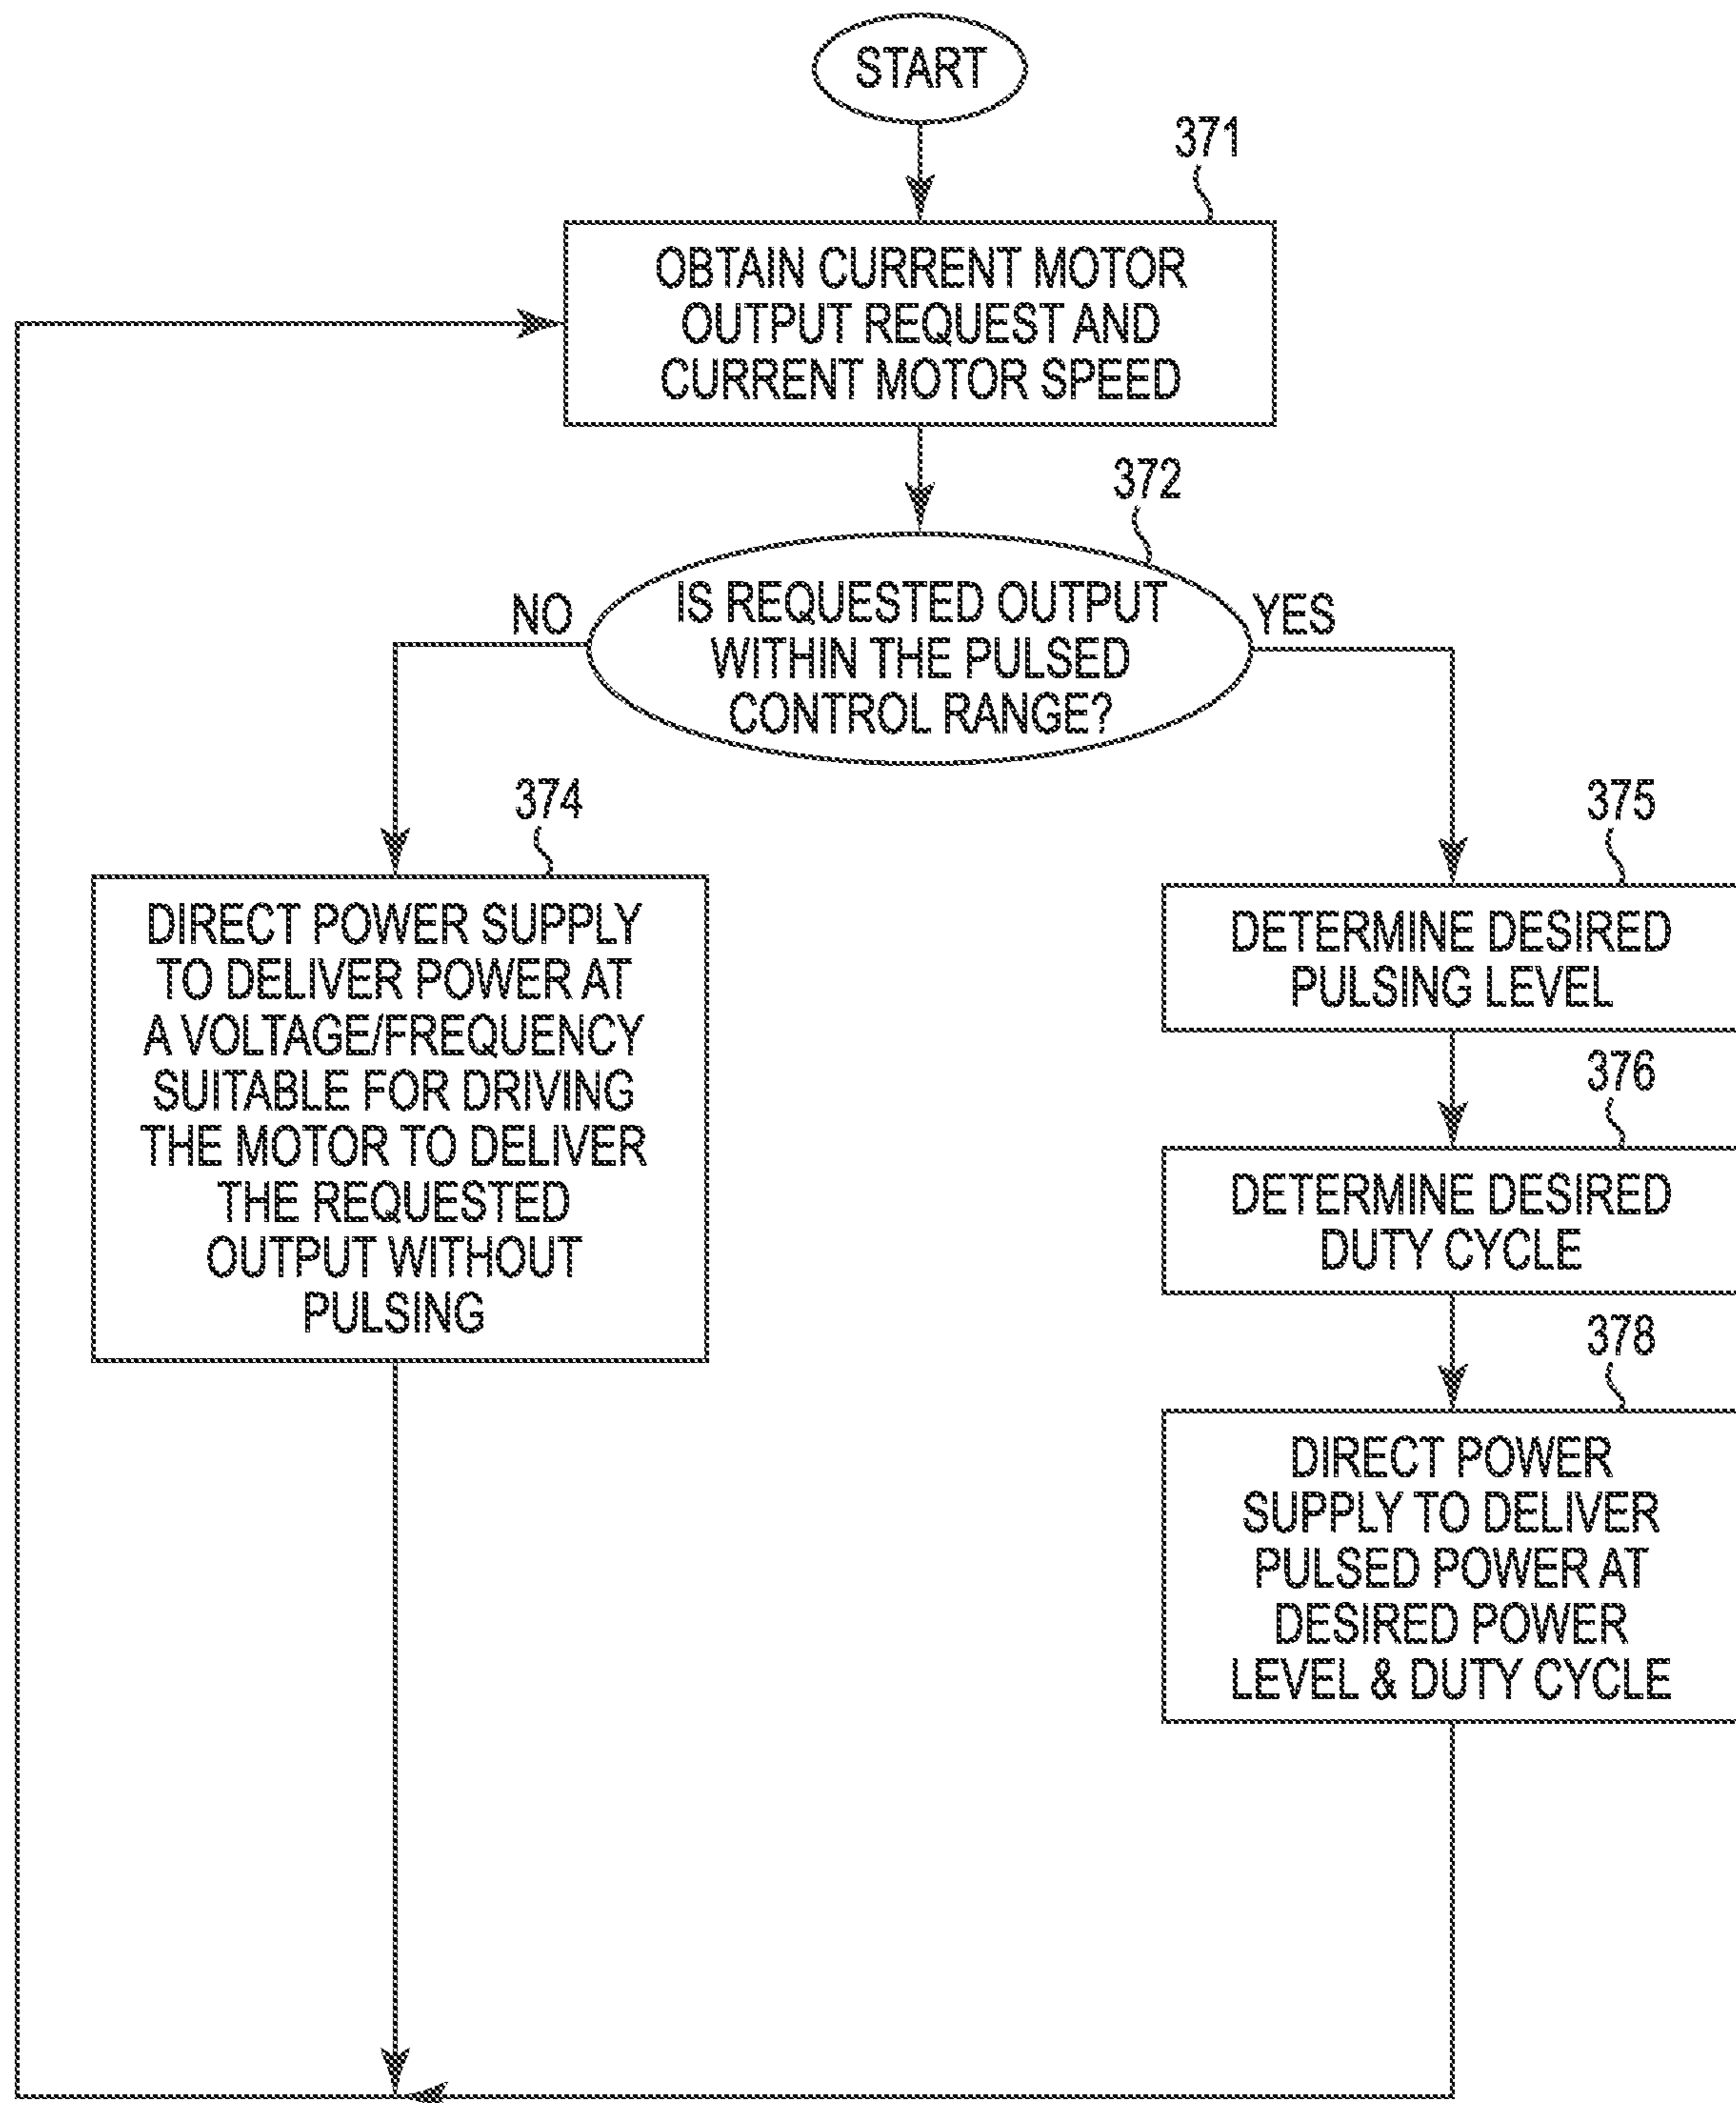 START
371
OBTAIN CURRENT MOTOR
OUTPUT REQUEST AND
CURRENT MOTOR SPEED
372
IS REQUESTED OUTPUT
WITHIN THE PULSED
CONTROL RANGE?
NO
YES
374
DIRECT POWER SUPPLY
TO DELIVER POWER AT
A VOLTAGE/FREQUENCY
SUITABLE FOR DRIVING
THE MOTOR TO DELIVER
THE REQUESTED
OUTPUT WITHOUT
PULSING
375
DETERMINE DESIRED
PULSING LEVEL
376
DETERMINE DESIRED
DUTY CYCLE
378
DIRECT POWER
SUPPLY TO DELIVER
PULSED POWER AT
DESIRED POWER
LEVEL & DUTY CYCLE